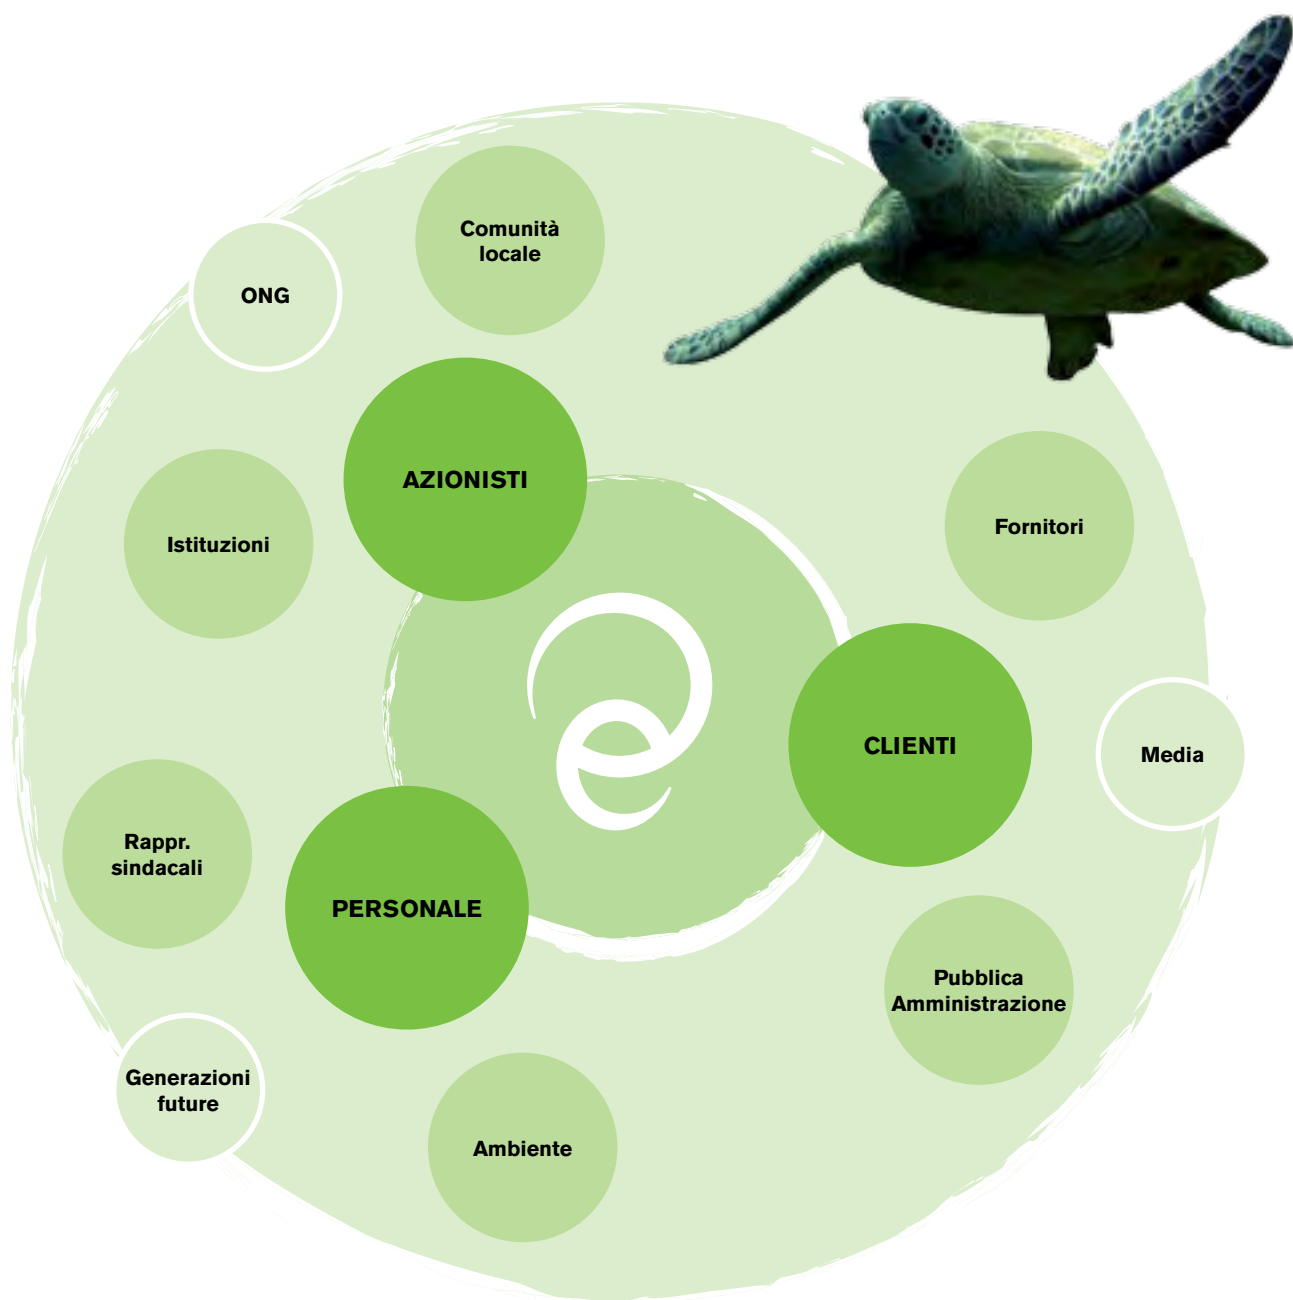 Comunità
locale
ONG
AZIONISTI
Istituzioni
Fornitori
CLIENTI
Media
Rappr.
sindacali
PERSONALE
Pubblica
Amministrazione
Generazioni
future
Ambiente